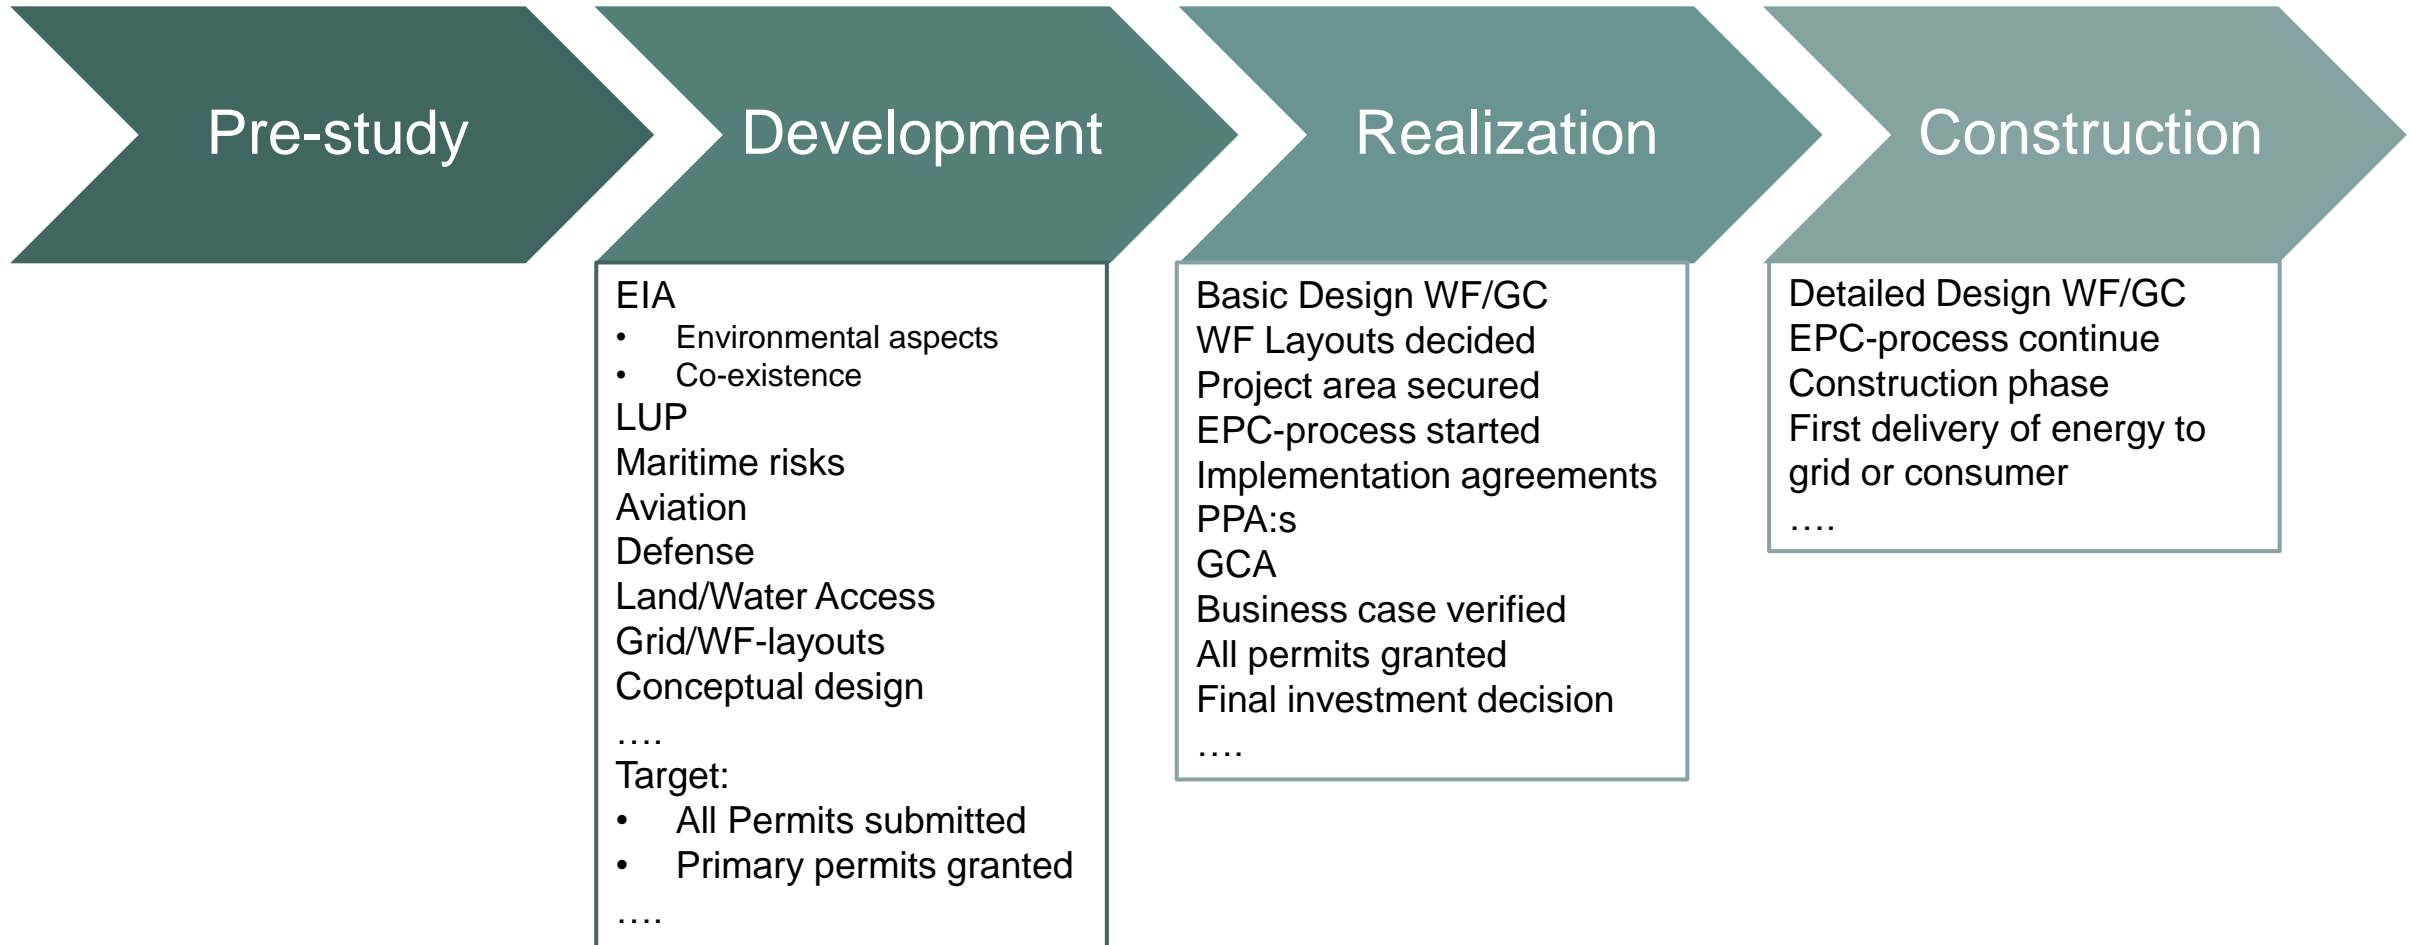 Pre-study
Development
Realization
Construction
EIA
• Environmental aspects
• Co-existence
LUP
Maritime risks
Aviation
Defense
Land/Water Access
Grid/WF-layouts
Conceptual design
….
Target:
• All Permits submitted
• Primary permits granted
….
Basic Design WF/GC
WF Layouts decided
Project area secured
EPC-process started
Implementation agreements
PPA:s
GCA
Business case verified
All permits granted
Final investment decision
….
Detailed Design WF/GC
EPC-process continue
Construction phase
First delivery of energy to
grid or consumer
….